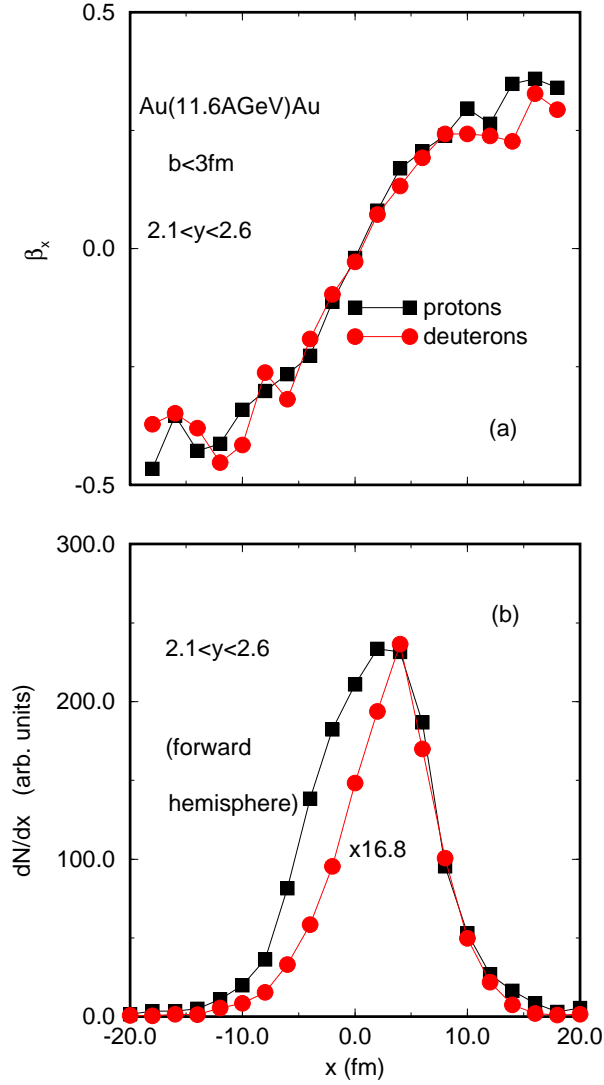 0.5
Au(11.6AGeV)Au
b<3fm
2.1<y<2.6
0.0
βx
protons
deuterons
(a)
-0.5
300.0
(b)
2.1<y<2.6
200.0
(forward
hemisphere)
dN/dx (arb. units)
x16.8
100.0
0.0
-20.0 -10.0 0.0 10.0 20.0
x (fm)